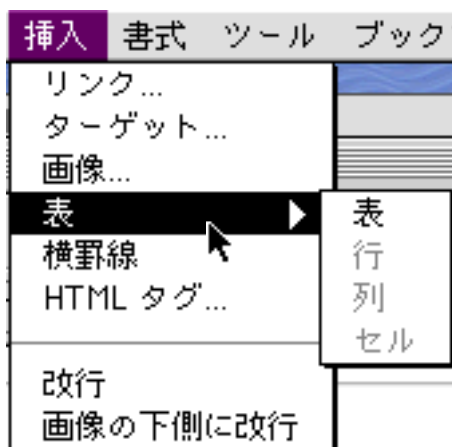 挿入 書式 ツール ブック
リンク...
ターゲット...
画像...
表
横罫線
HTML タグ...
改行
画像の下側に改行
表
行
列
セル